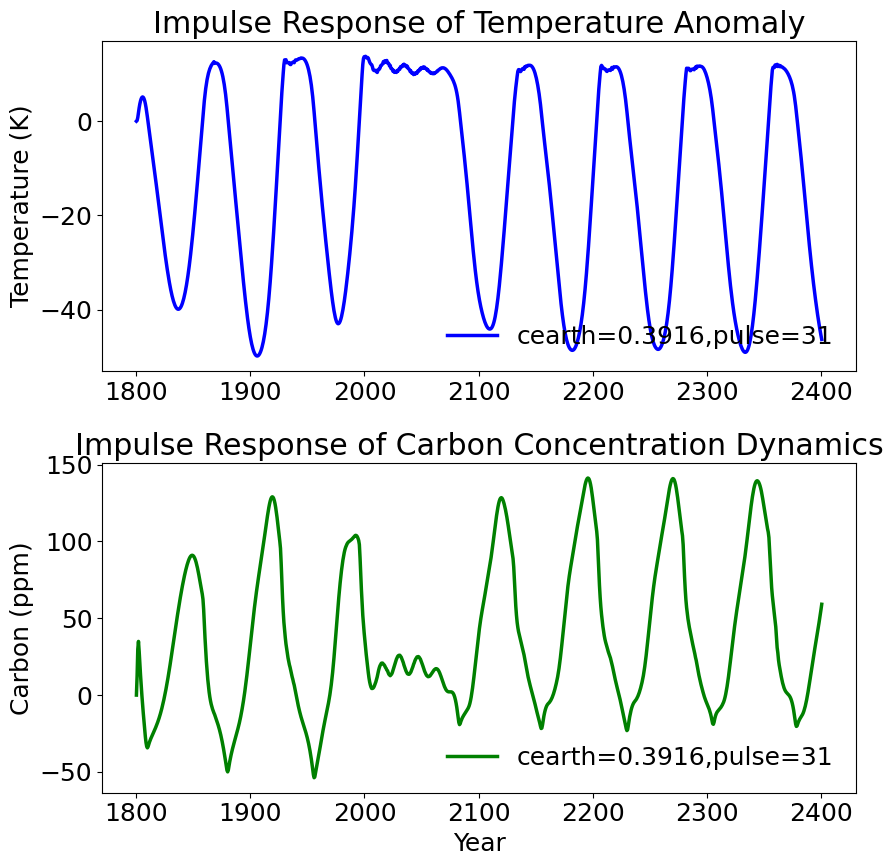 Impulse Response of Temperature Anomaly
Temperature (K)
0
−20
−40
cearth=0.3916,pulse=31
1800 1900 2000 2100 2200 2300 2400
Impulse Response of Carbon Concentration Dynamics
Carbon (ppm)
150
100
50
0
−50
cearth=0.3916,pulse=31
1800 1900 2000 2100 2200 2300 2400
Year